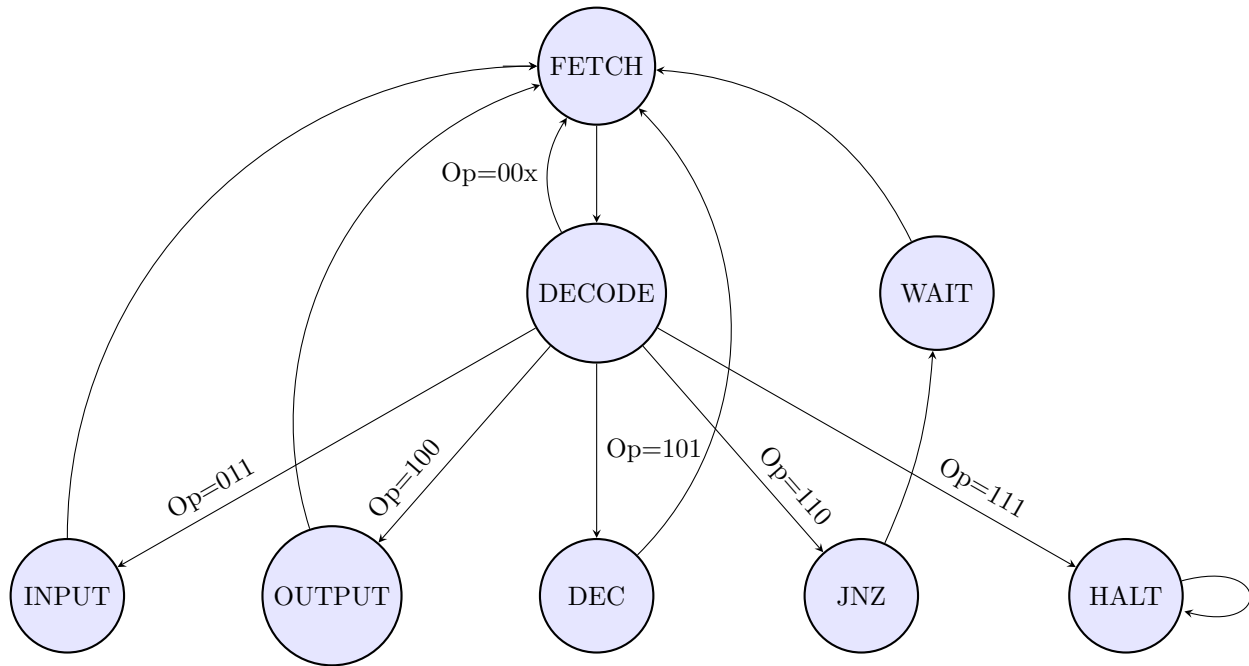 FETCH
Op=00x
DECODE
WAIT
Op=011
Op=100
Op=101
Op=110
Op=111
INPUT
OUTPUT
DEC
JNZ
HALT